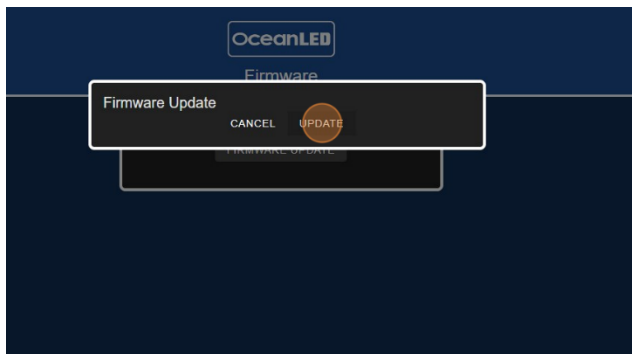 OceanLED
Firmware
Firmware Update
CANCEL UPDATE
FIRMWARE UPDATE